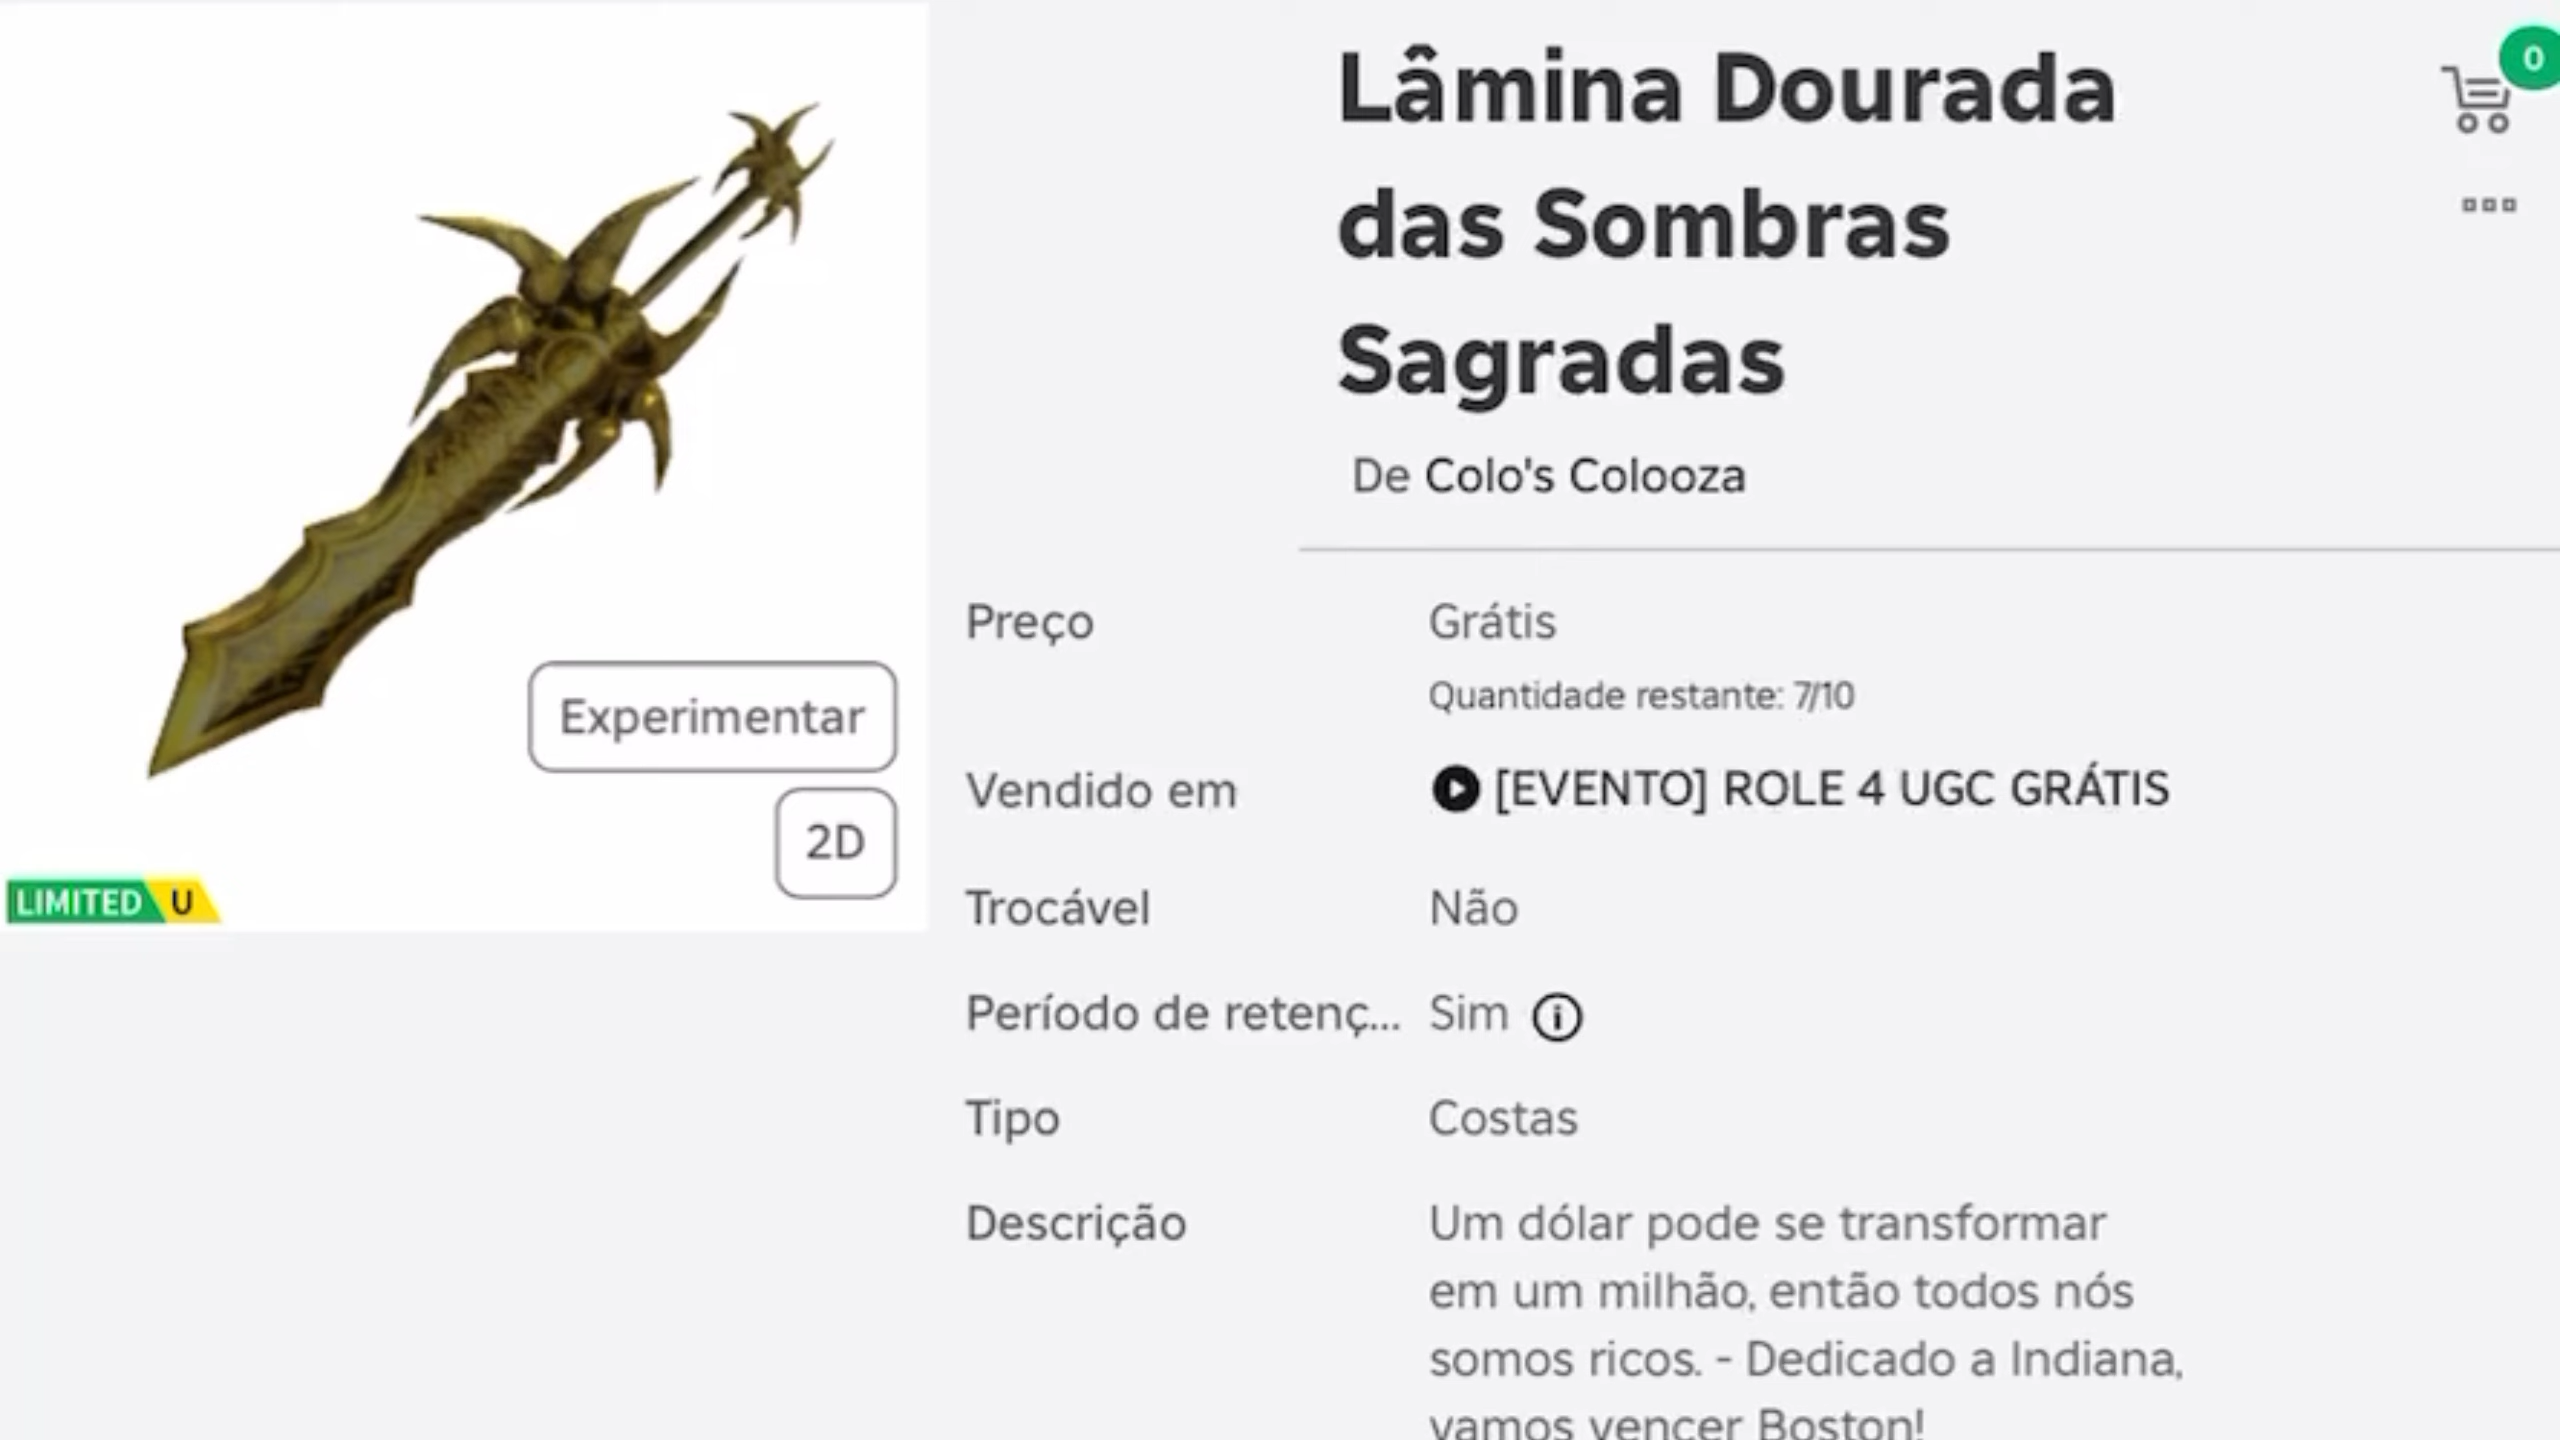 Lâmina Dourada
das Sombras
Sagradas
0
De Colo's Colooza
Experimentar
2D
LIMITED U
Preço
Grátis
Quantidade restante: 7/10
Vendido em
[EVENTO] ROLE 4 UGC GRÁTIS
Trocável
Não
Período de retenç...
Sim
Tipo
Costas
Descrição
Um dólar pode se transformar
em um milhão, então todos nós
somos ricos. - Dedicado a Indiana,
vamos vencer Boston!